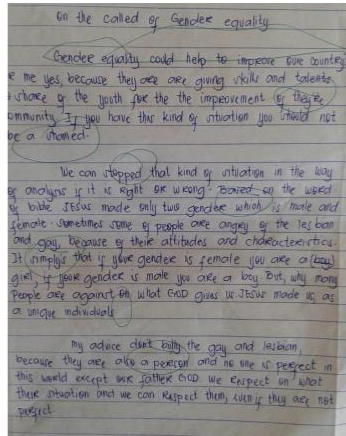 on the called of Gender equality
Gender equality could help to improve our country
me yes, because they are are giving skills and talents
share of the youth for the the improvement of they're
ommunity. If you have this kind of situation you should not
be a shamed.
We can stopped that kind of situation in the way
of analyns if it is right or wrong. Based on the word
of bible JESUS made only two gender which is male and
female. sometimes some of people are angry of the lesbian
and gay, because of their attitudes and characteristics.
It simply's that if your gender is female you are a (boy)
girl, if your gender is male you are a boy. But, why many
people are against on what GOD gives us JESUS made us as
a unique individuals
my advice don't bully the gay and lesbian,
because they are also a person and no one is perfect in
this world except our father GOD we Respect on what
their situation and we can Respect them, even if they are not
perfect